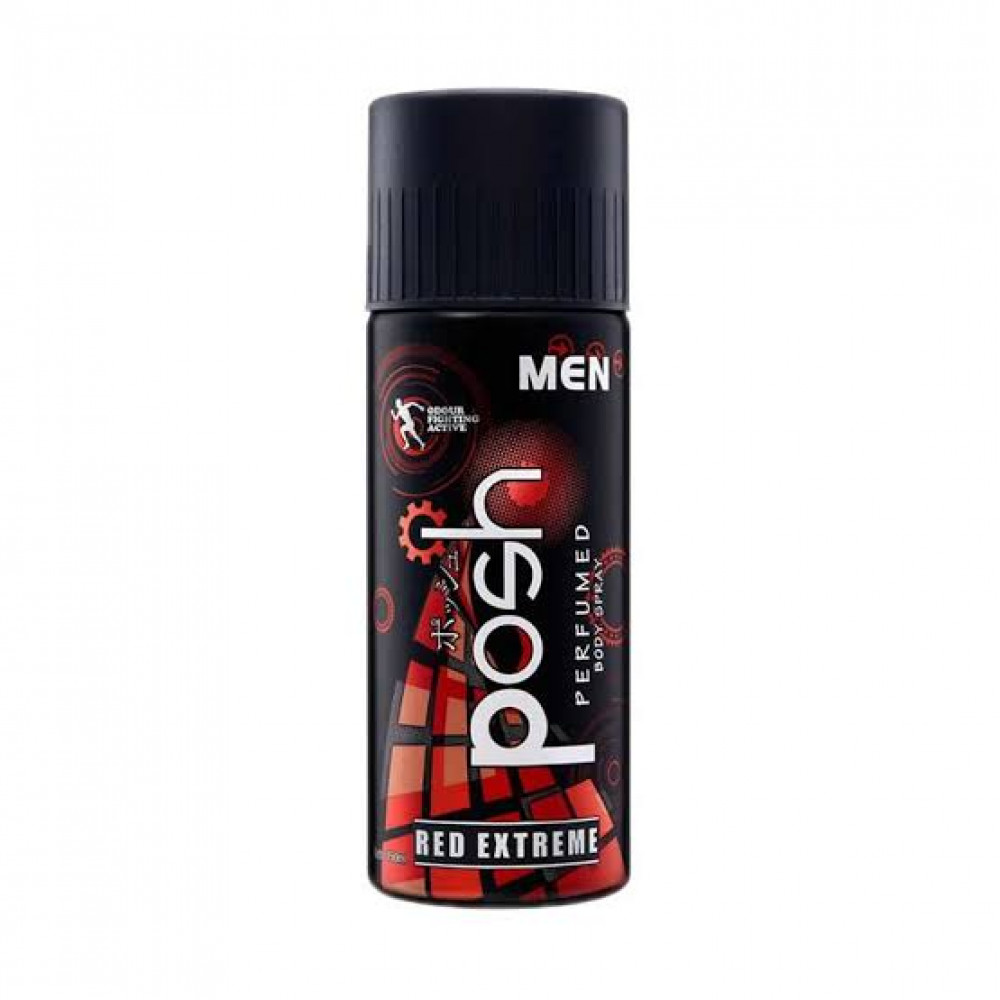 MEN
ODOUR
FIGHTING
ACTIVE
posh
ポッシュ
PERFUMED
BODY SPRAY
RED EXTREME